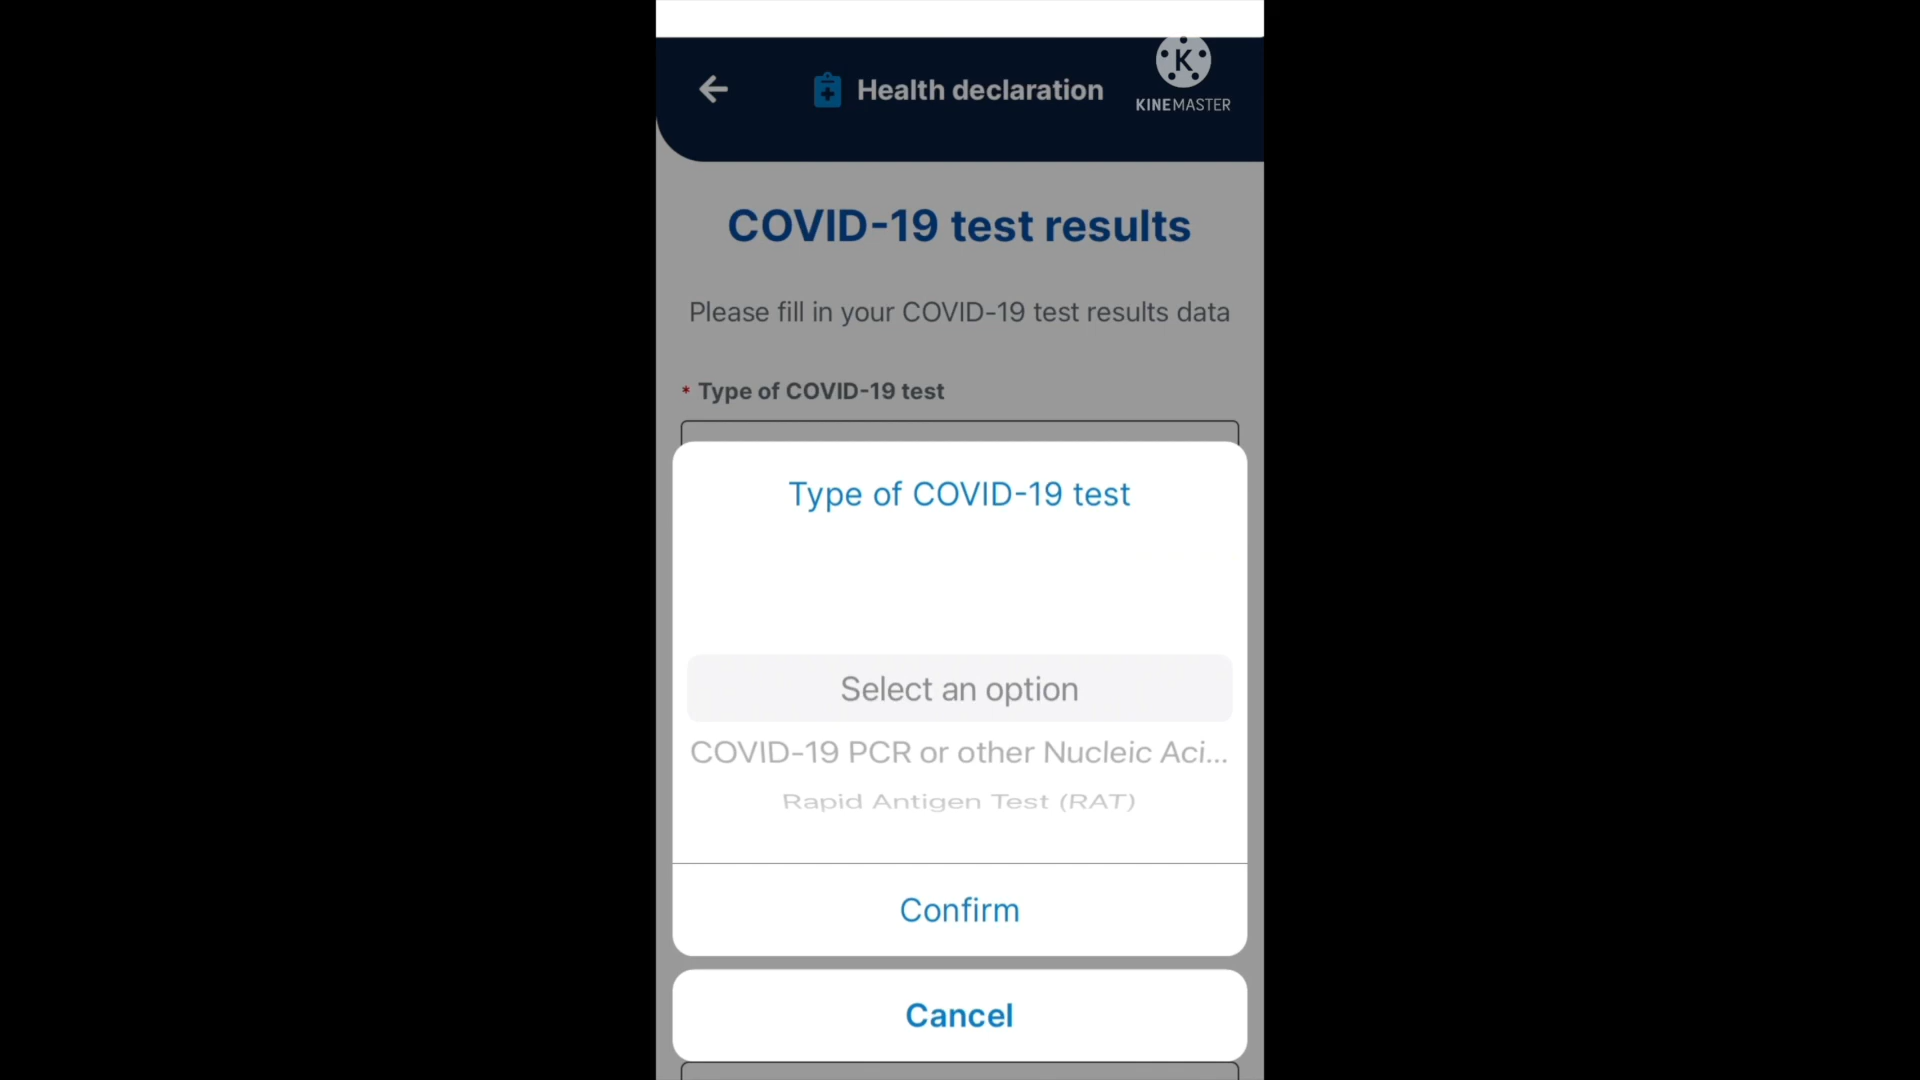 Health declaration
K
KINEMASTER
COVID-19 test results
Please fill in your COVID-19 test results data
* Type of COVID-19 test
Type of COVID-19 test
Select an option
COVID-19 PCR or other Nucleic Aci...
Rapid Antigen Test (RAT)
Confirm
Cancel